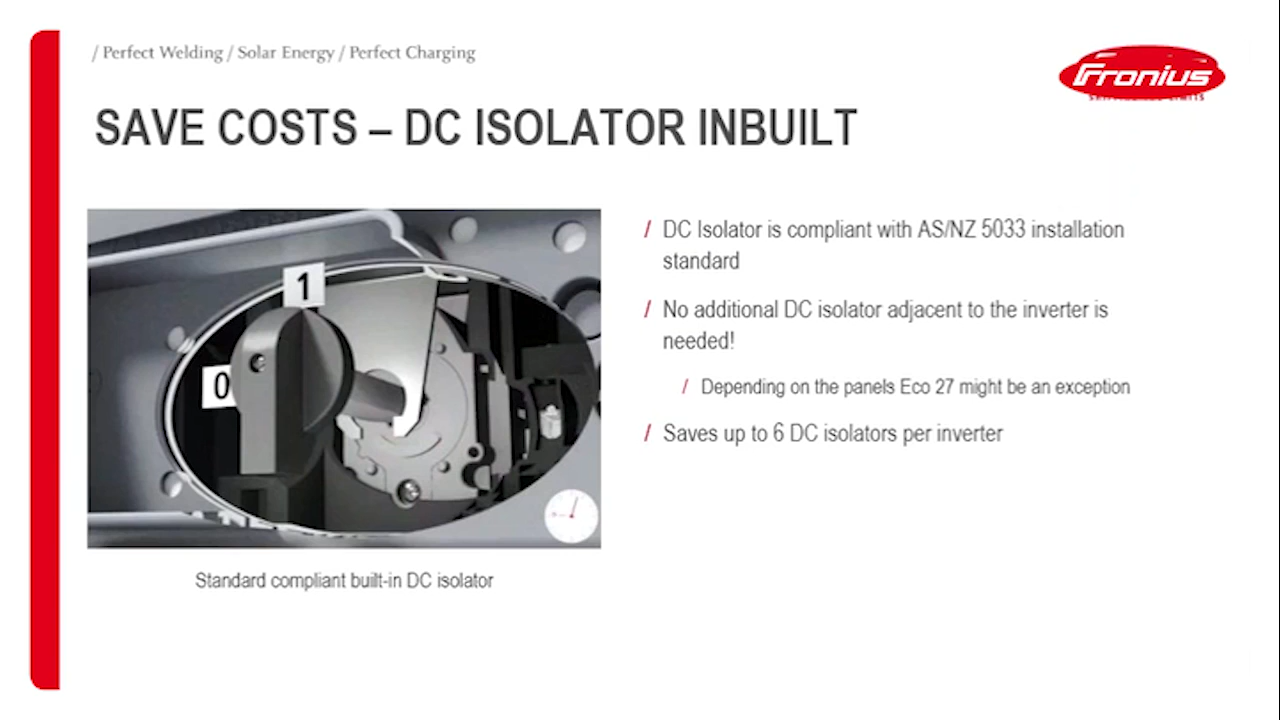 / Perfect Welding / Solar Energy / Perfect Charging
Fronius
SAVE COSTS – DC ISOLATOR INBUILT
1
0
Standard compliant built-in DC isolator
/ DC Isolator is compliant with AS/NZ 5033 installation
standard
/ No additional DC isolator adjacent to the inverter is
needed!
/ Depending on the panels Eco 27 might be an exception
/ Saves up to 6 DC isolators per inverter